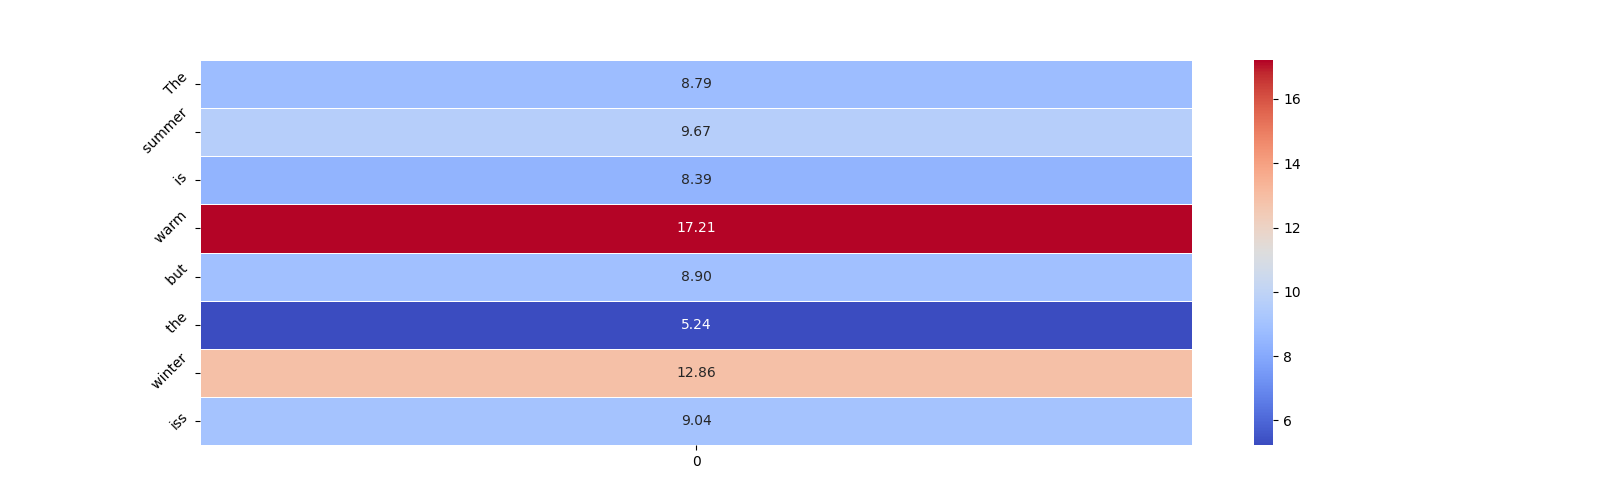 The 8.79
summer 9.67
is 8.39
warm 17.21
but 8.90
the 5.24
winter 12.86
iss 9.04
0
16
14
12
10
8
6